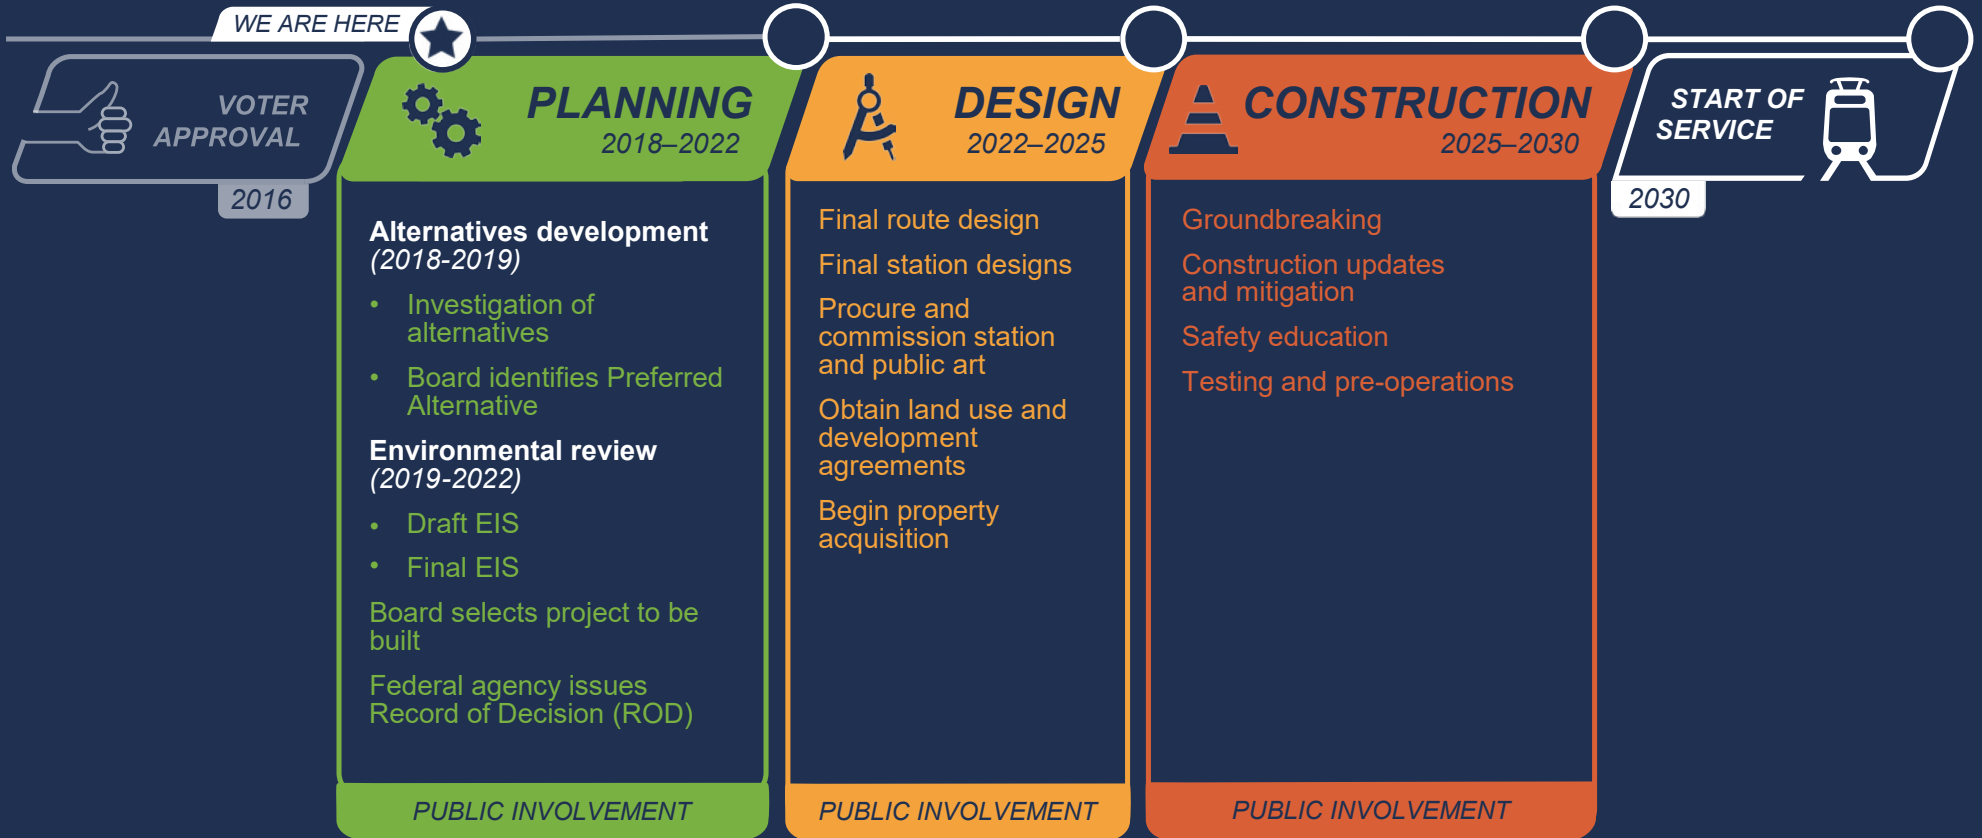 WE ARE HERE
VOTER
APPROVAL
2016
PLANNING
2018–2022
Alternatives development
(2018-2019)
• Investigation of
alternatives
• Board identifies Preferred
Alternative
Environmental review
(2019-2022)
• Draft EIS
• Final EIS
Board selects project to be
built
Federal agency issues
Record of Decision (ROD)
PUBLIC INVOLVEMENT
DESIGN
2022–2025
Final route design
Final station designs
Procure and
commission station
and public art
Obtain land use and
development
agreements
Begin property
acquisition
PUBLIC INVOLVEMENT
CONSTRUCTION
2025–2030
Groundbreaking
Construction updates
and mitigation
Safety education
Testing and pre-operations
PUBLIC INVOLVEMENT
START OF
SERVICE
2030